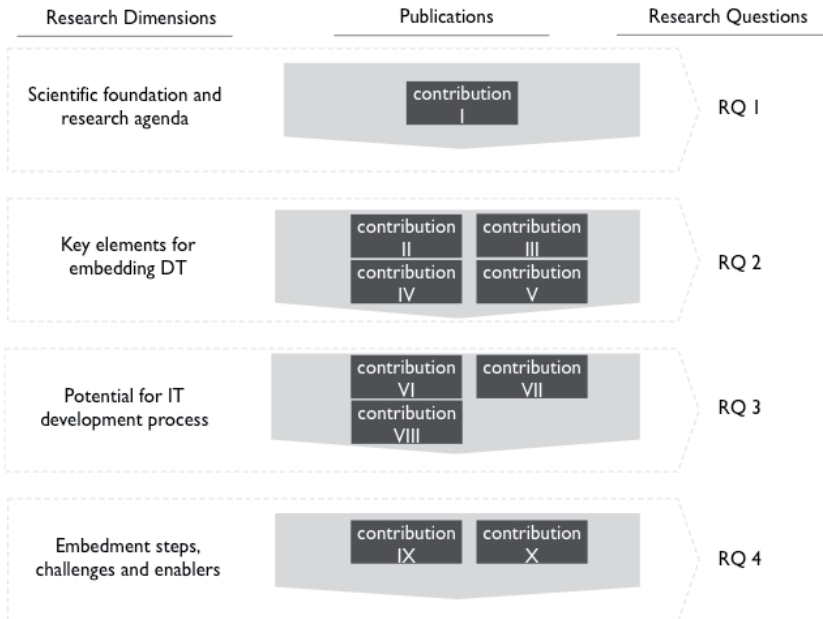 Research Dimensions
Publications
Research Questions
Scientific foundation and
research agenda
contribution
I
RQ 1
Key elements for
embedding DT
contribution
II
contribution
III
contribution
IV
contribution
V
RQ 2
Potential for IT
development process
contribution
VI
contribution
VII
contribution
VIII
RQ 3
Embedment steps,
challenges and enablers
contribution
IX
contribution
X
RQ 4